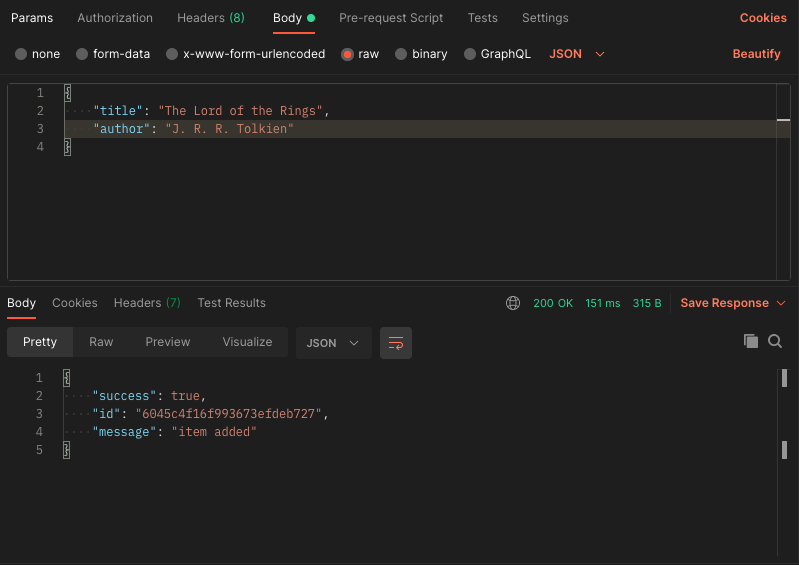 Params Authorization Headers (8) Body Pre-request Script Tests Settings Cookies
none form-data x-www-form-urlencoded raw binary GraphQL JSON Beautify
1 {
2 "title": "The Lord of the Rings",
3 "author": "J. R. R. Tolkien"
4 }
Body Cookies Headers (7) Test Results 200 OK 151 ms 315 B Save Response
Pretty Raw Preview Visualize JSON
1 {
2 "success": true,
3 "id": "6045c4f16f993673efdeb727",
4 "message": "item added"
5 }